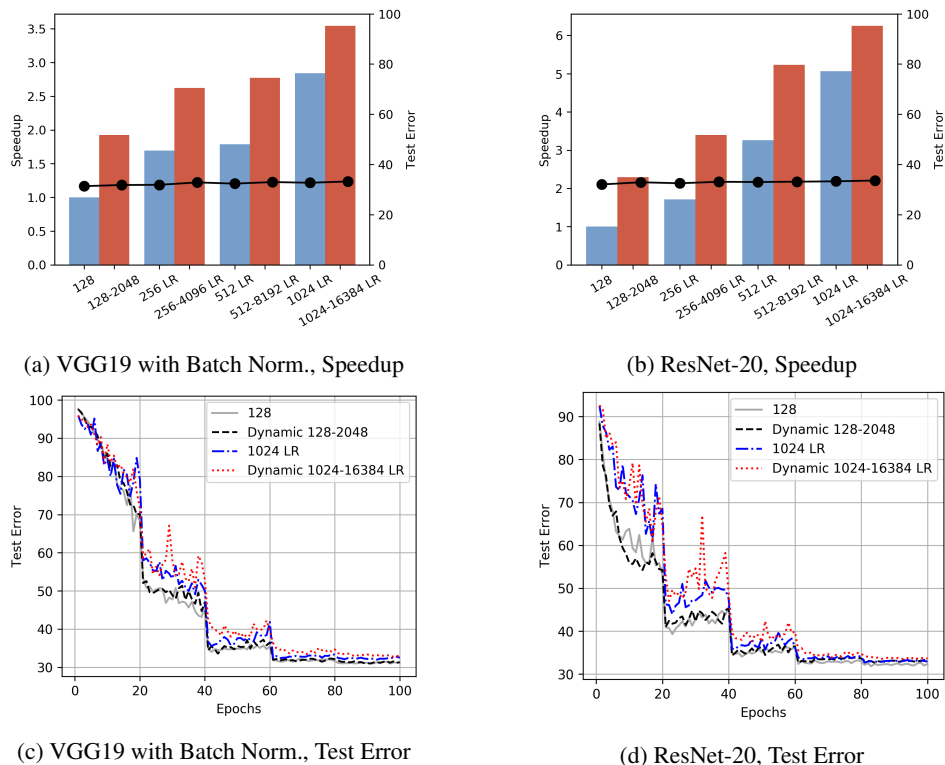 3.5
3.0
2.5
2.0
1.5
1.0
0.5
0.0
Speedup
100
80
60
40
20
0
Test Error
128
128-2048
256 LR
256-4096 LR
512 LR
512-8192 LR
1024 LR
1024-16384 LR
(a) VGG19 with Batch Norm., Speedup
6
5
4
3
2
1
0
Speedup
100
80
60
40
20
0
Test Error
128
128-2048
256 LR
256-4096 LR
512 LR
512-8192 LR
1024 LR
1024-16384 LR
(b) ResNet-20, Speedup
100
90
80
70
60
50
40
30
Test Error
128
Dynamic 128-2048
1024 LR
Dynamic 1024-16384 LR
0 20 40 60 80 100
Epochs
(c) VGG19 with Batch Norm., Test Error
90
80
70
60
50
40
30
Test Error
128
Dynamic 128-2048
1024 LR
Dynamic 1024-16384 LR
0 20 40 60 80 100
Epochs
(d) ResNet-20, Test Error